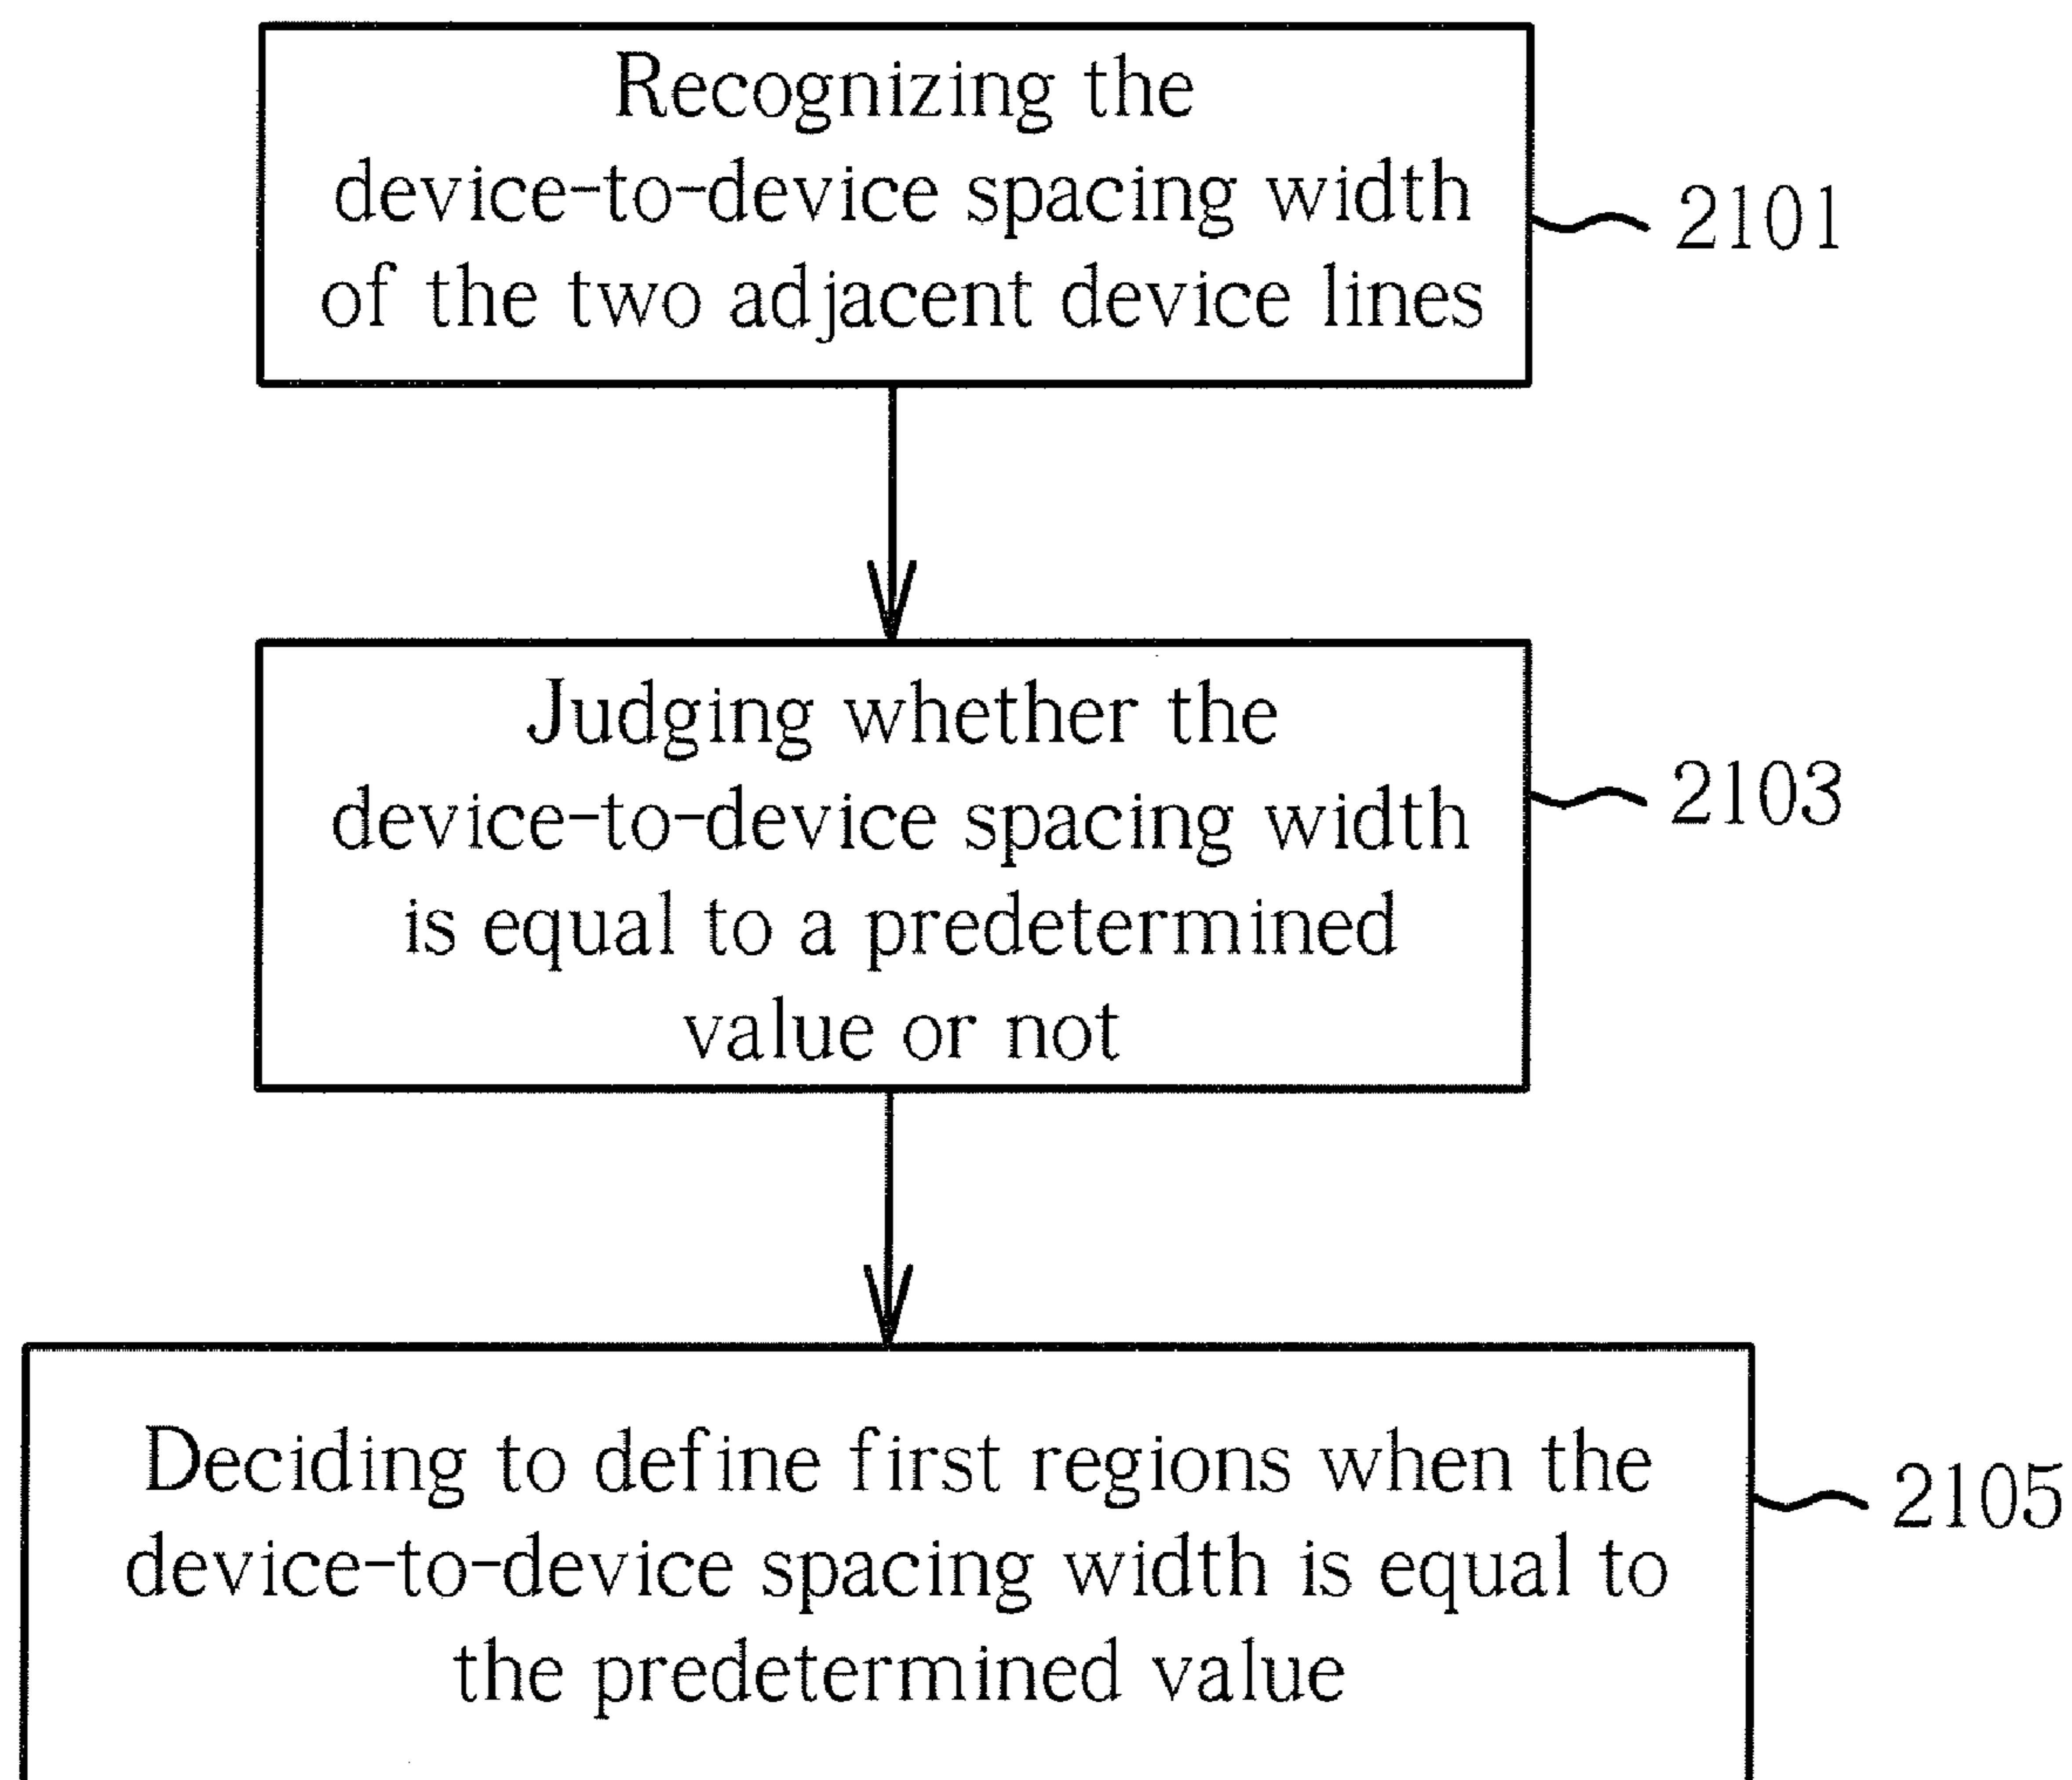 Recognizing the
device-to-device spacing width
of the two adjacent device lines
2101
Judging whether the
device-to-device spacing width
is equal to a predetermined
value or not
2103
Deciding to define first regions when the
device-to-device spacing width is equal to
the predetermined value
2105